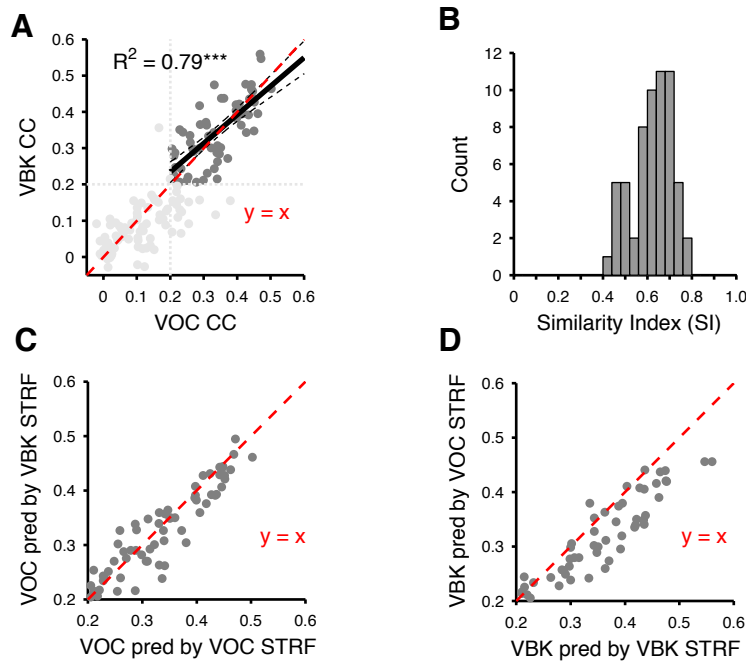 A
R² = 0.79***
VBK CC
0.6
0.5
0.4
0.3
0.2
0.1
0
y = x
0 0.1 0.2 0.3 0.4 0.5 0.6
VOC CC
B
Count
12
10
8
6
4
2
0
0 0.2 0.4 0.6 0.8 1.0
Similarity Index (SI)
C
VOC pred by VBK STRF
0.6
0.5
0.4
0.3
0.2
y = x
0.2 0.3 0.4 0.5 0.6
VOC pred by VOC STRF
D
VBK pred by VOC STRF
0.6
0.5
0.4
0.3
0.2
y = x
0.2 0.3 0.4 0.5 0.6
VBK pred by VBK STRF